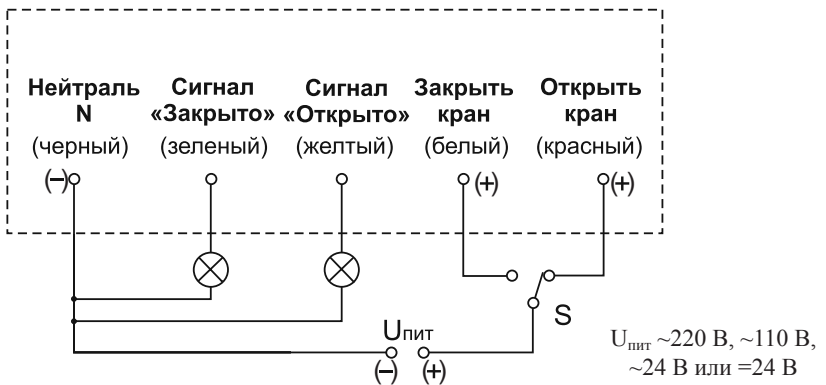 Нейтраль Сигнал Сигнал Закрыть Открыть
N «Закрыто» «Открыто» кран кран
(черный) (зеленый) (желтый) (белый) (красный)
(−) (+) (+)
S
Uпит
(−) (+)
Uпит ~220 В, ~110 В,
~24 В или =24 В